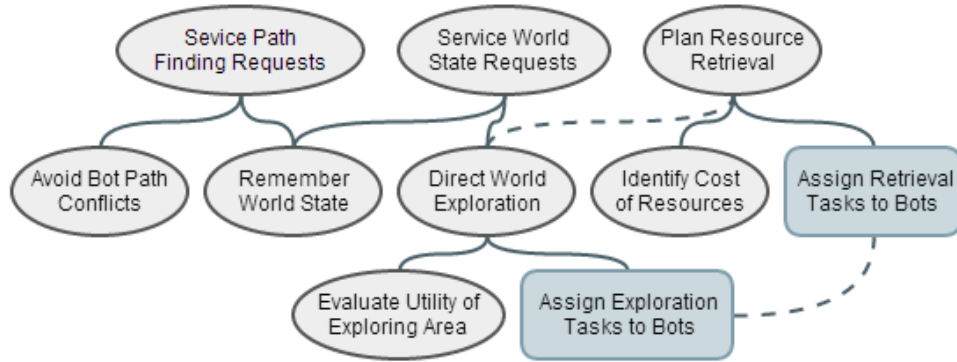 Sevice Path
Finding Requests
Service World
State Requests
Plan Resource
Retrieval
Avoid Bot Path
Conflicts
Remember
World State
Direct World
Exploration
Identify Cost
of Resources
Assign Retrieval
Tasks to Bots
Evaluate Utility of
Exploring Area
Assign Exploration
Tasks to Bots